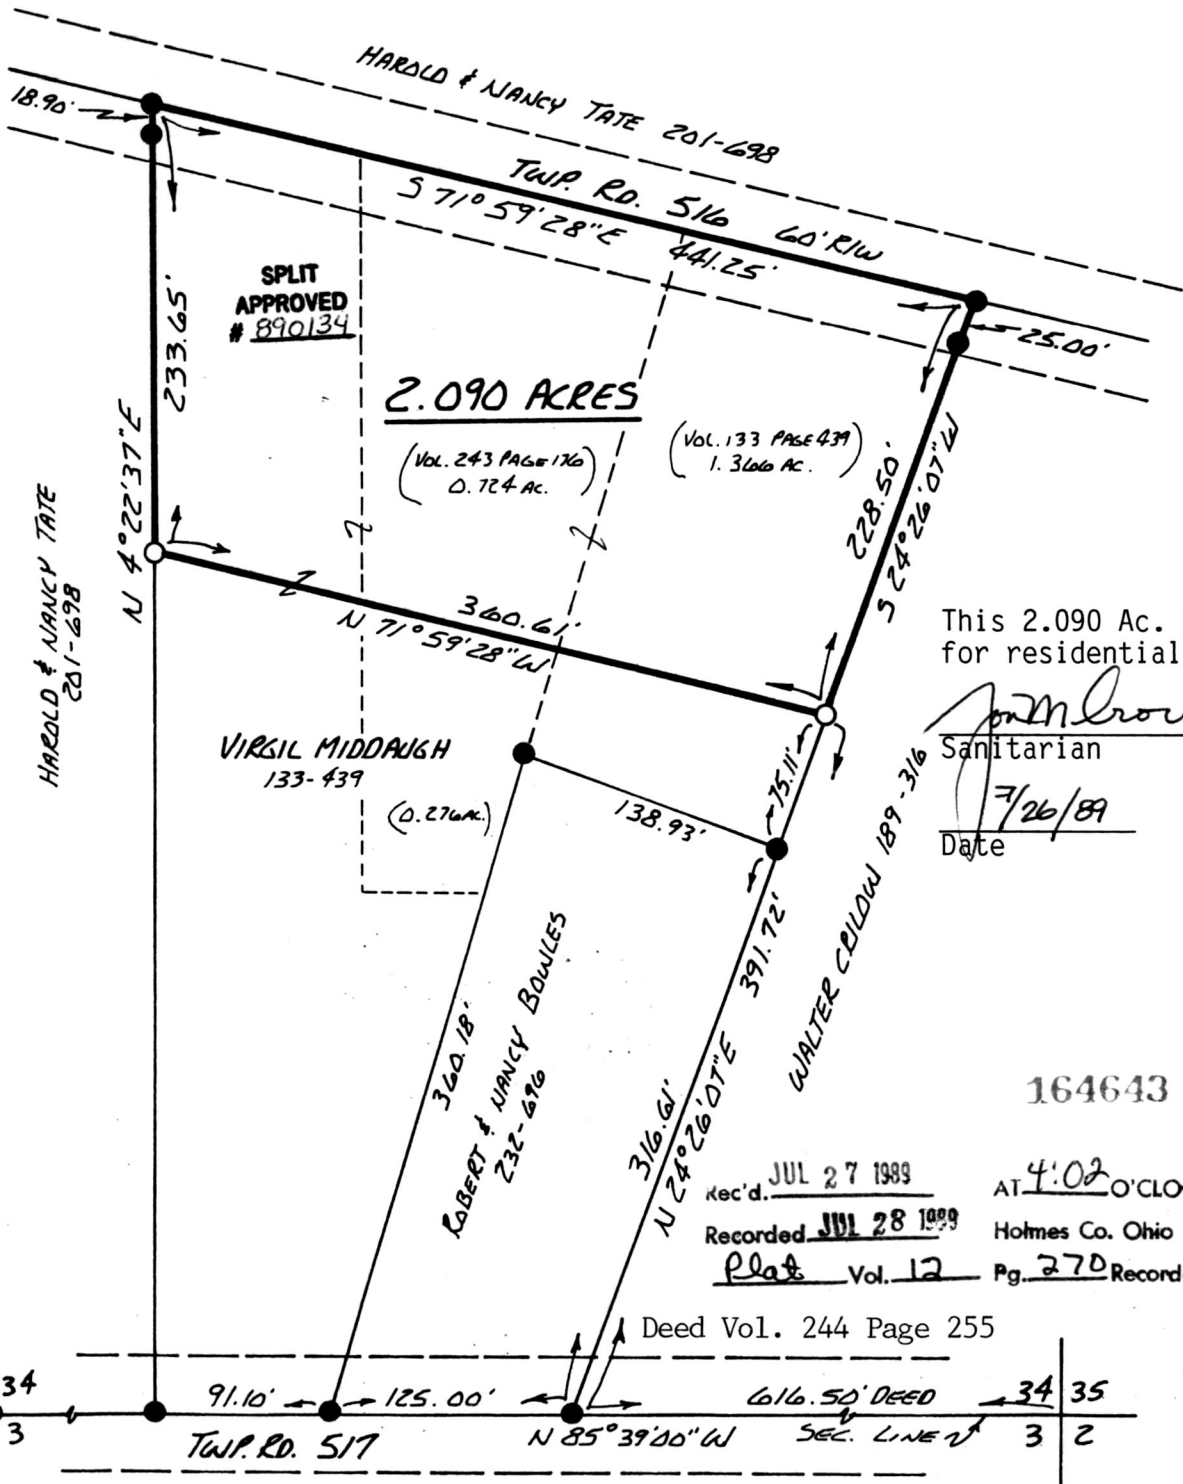 HAROLD & NANCY TATE 201-698
18.90'
TWP. RD. 516 60' R/W
S 71° 59' 28" E 441.25'
25.00'
SPLIT
APPROVED
# 890134
233.65'
N 4° 22' 37" E
2.090 ACRES
(VOL. 243 PAGE 176)
0.724 AC.
(VOL. 133 PAGE 439)
1.366 AC.
228.50'
S 24° 26' 07" W
HAROLD & NANCY TATE
201-698
360.61'
N 71° 59' 28" W
This 2.090 Ac.
for residential
Sanitarian
7/26/89
Date
VIRGIL MIDDAUGH
133-439
(0.276 AC.)
138.93'
75.11'
WALTER CRILOW 189-316
391.72'
316.61'
N 24° 26' 07" E
360.18'
ROBERT & NANCY BOWLES
232-696
164643
Rec'd. JUL 27 1989 AT 4:02 O'CLO
Recorded JUL 28 1989 Holmes Co. Ohio
Plat Vol. 12 Pg. 270 Record
Deed Vol. 244 Page 255
34
3
91.10' 125.00' 616.50' DEED 34 35
TWP. RD. 517 N 85° 39' 00" W SEC. LINE 3 2